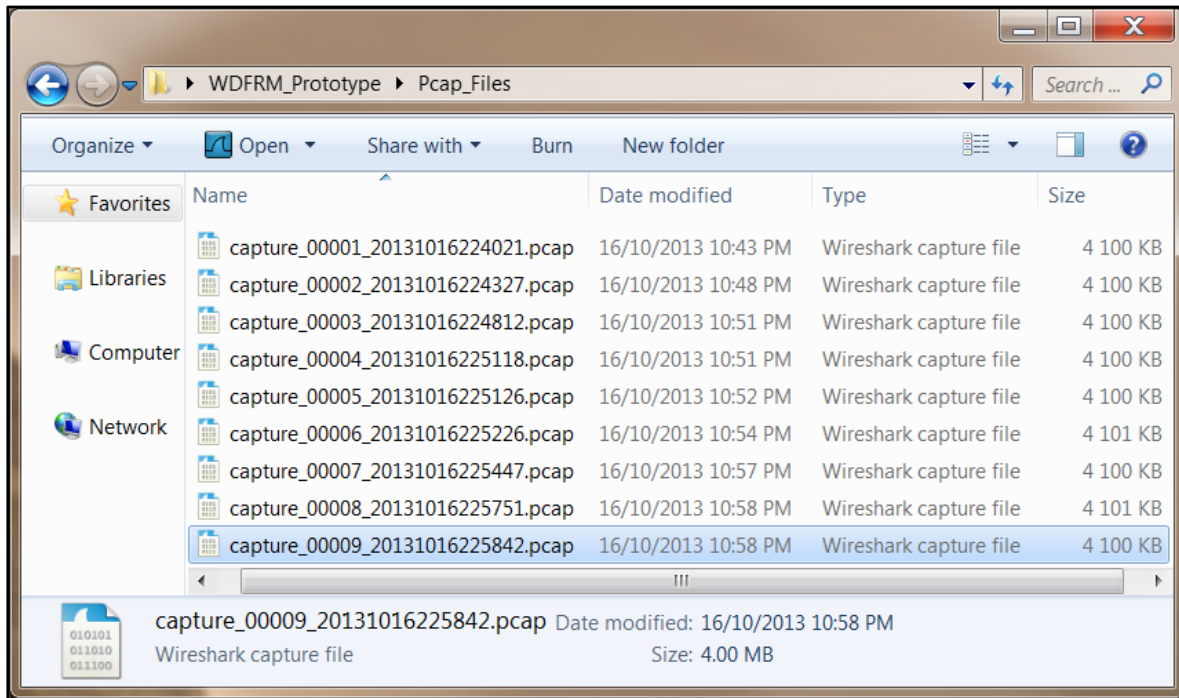 WDFRM_Prototype Pcap_Files Search ...
Organize Open Share with Burn New folder
Favorites
Libraries
Computer
Network
Name Date modified Type Size
capture_00001_20131016224021.pcap 16/10/2013 10:43 PM Wireshark capture file 4 100 KB
capture_00002_20131016224327.pcap 16/10/2013 10:48 PM Wireshark capture file 4 100 KB
capture_00003_20131016224812.pcap 16/10/2013 10:51 PM Wireshark capture file 4 100 KB
capture_00004_20131016225118.pcap 16/10/2013 10:51 PM Wireshark capture file 4 100 KB
capture_00005_20131016225126.pcap 16/10/2013 10:52 PM Wireshark capture file 4 100 KB
capture_00006_20131016225226.pcap 16/10/2013 10:54 PM Wireshark capture file 4 101 KB
capture_00007_20131016225447.pcap 16/10/2013 10:57 PM Wireshark capture file 4 101 KB
capture_00008_20131016225751.pcap 16/10/2013 10:58 PM Wireshark capture file 4 101 KB
capture_00009_20131016225842.pcap 16/10/2013 10:58 PM Wireshark capture file 4 100 KB
010101
011010
011100
capture_00009_20131016225842.pcap Date modified: 16/10/2013 10:58 PM
Wireshark capture file Size: 4.00 MB